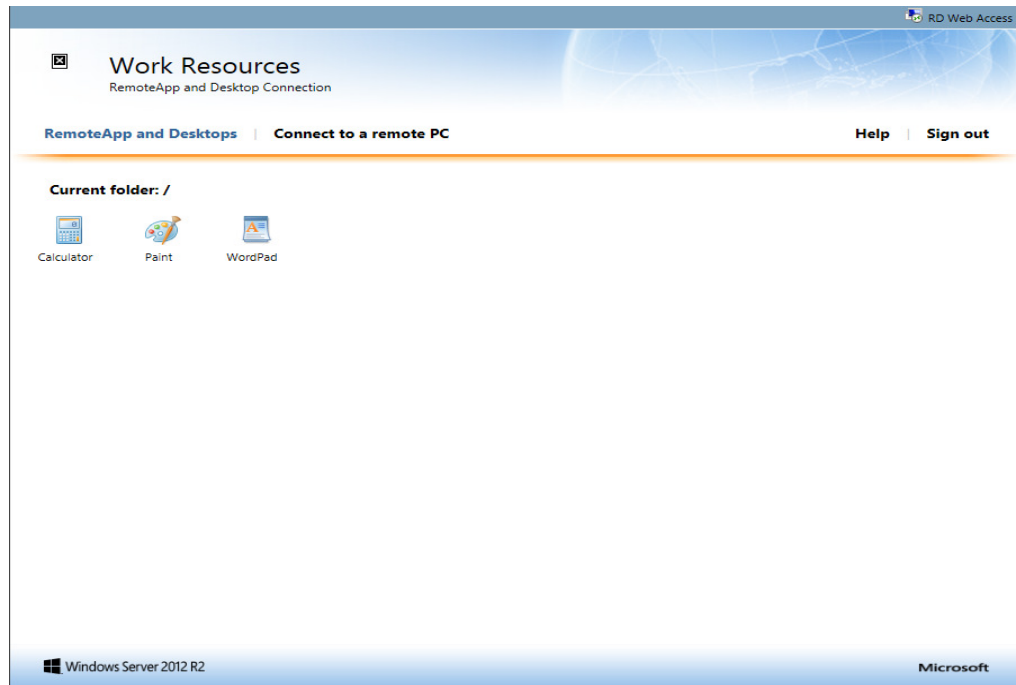 RD Web Access
Work Resources
RemoteApp and Desktop Connection
RemoteApp and Desktops | Connect to a remote PC Help | Sign out
Current folder: /
Calculator Paint WordPad
Windows Server 2012 R2 Microsoft